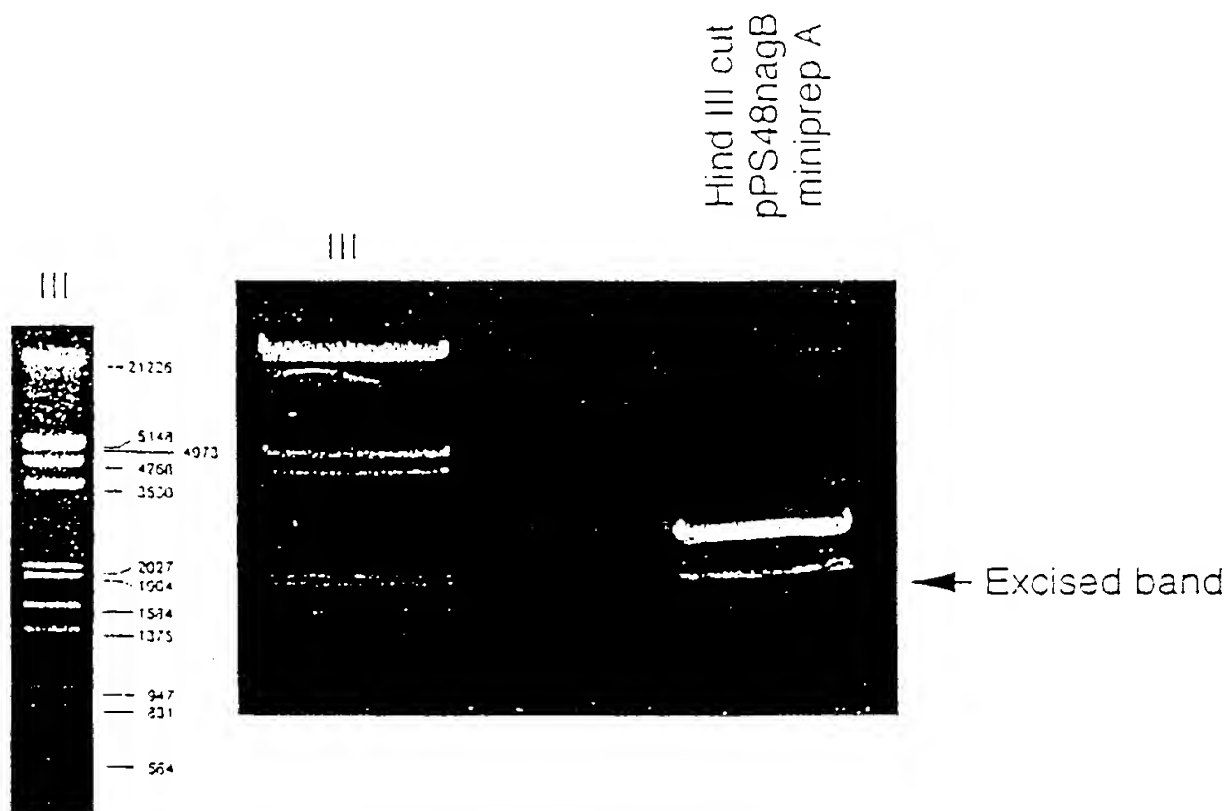 Hind III cut
pPS48nagB
miniprep A
III
III
21226
5148
4973
4268
3530
2027
1904
1584
1375
947
831
564
Excised band